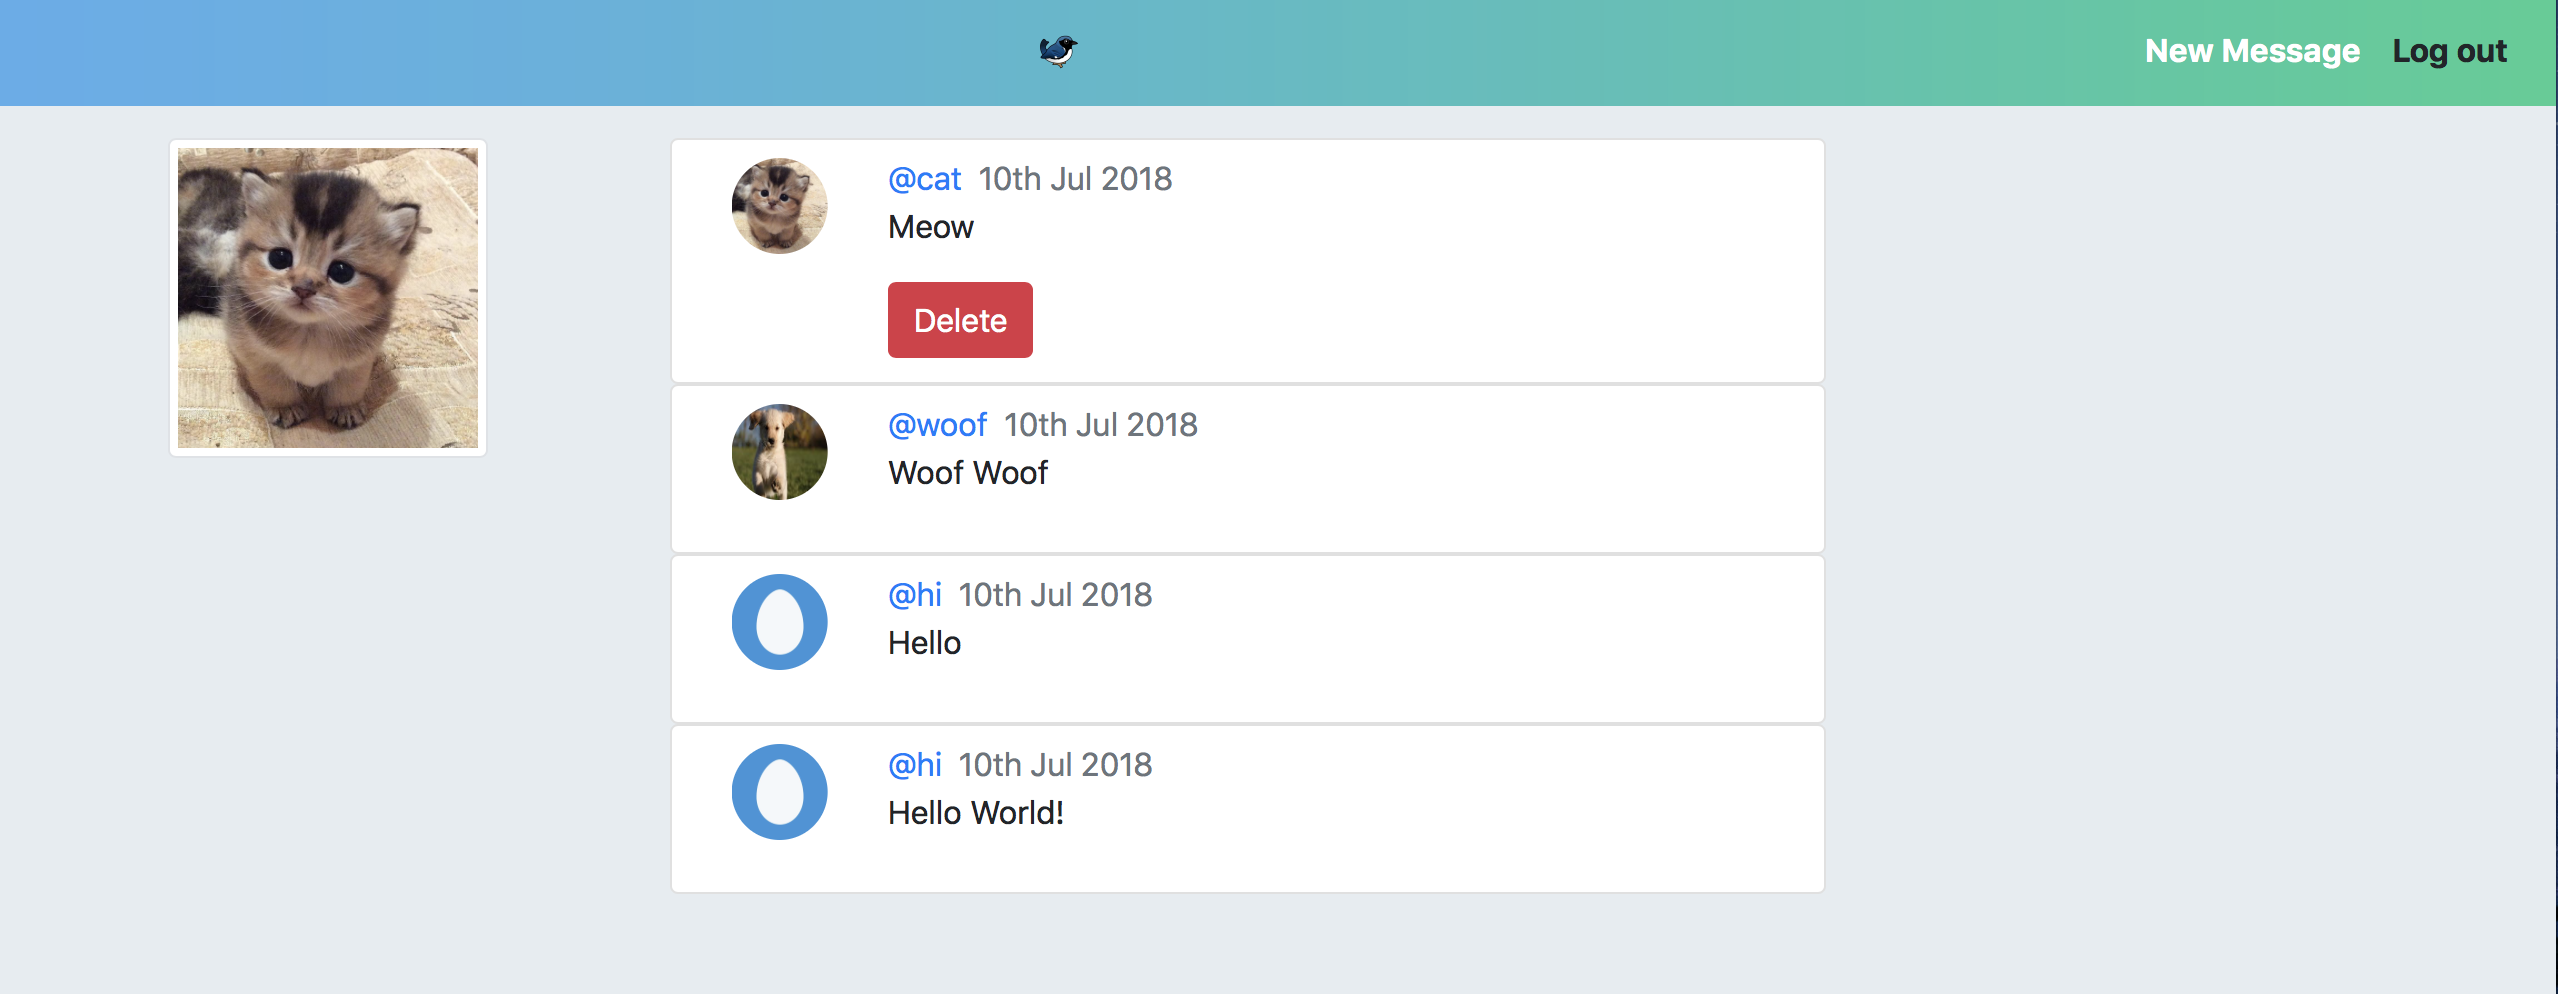 New Message Log out
@cat 10th Jul 2018
Meow
Delete
@woof 10th Jul 2018
Woof Woof
@hi 10th Jul 2018
Hello
@hi 10th Jul 2018
Hello World!